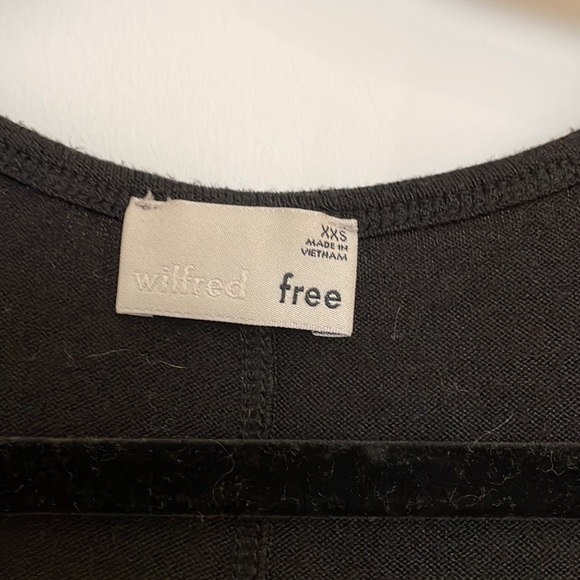 XXS
MADE IN
VIETNAM
wilfred free